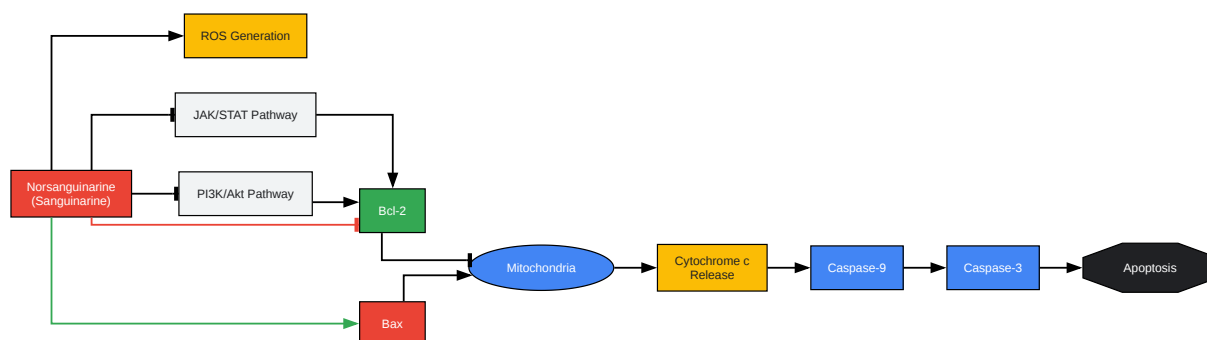 ROS Generation
JAK/STAT Pathway
Norsanguinarine
(Sanguinarine)
PI3K/Akt Pathway
Bcl-2
Mitochondria
Cytochrome c
Release
Caspase-9
Caspase-3
Apoptosis
Bax